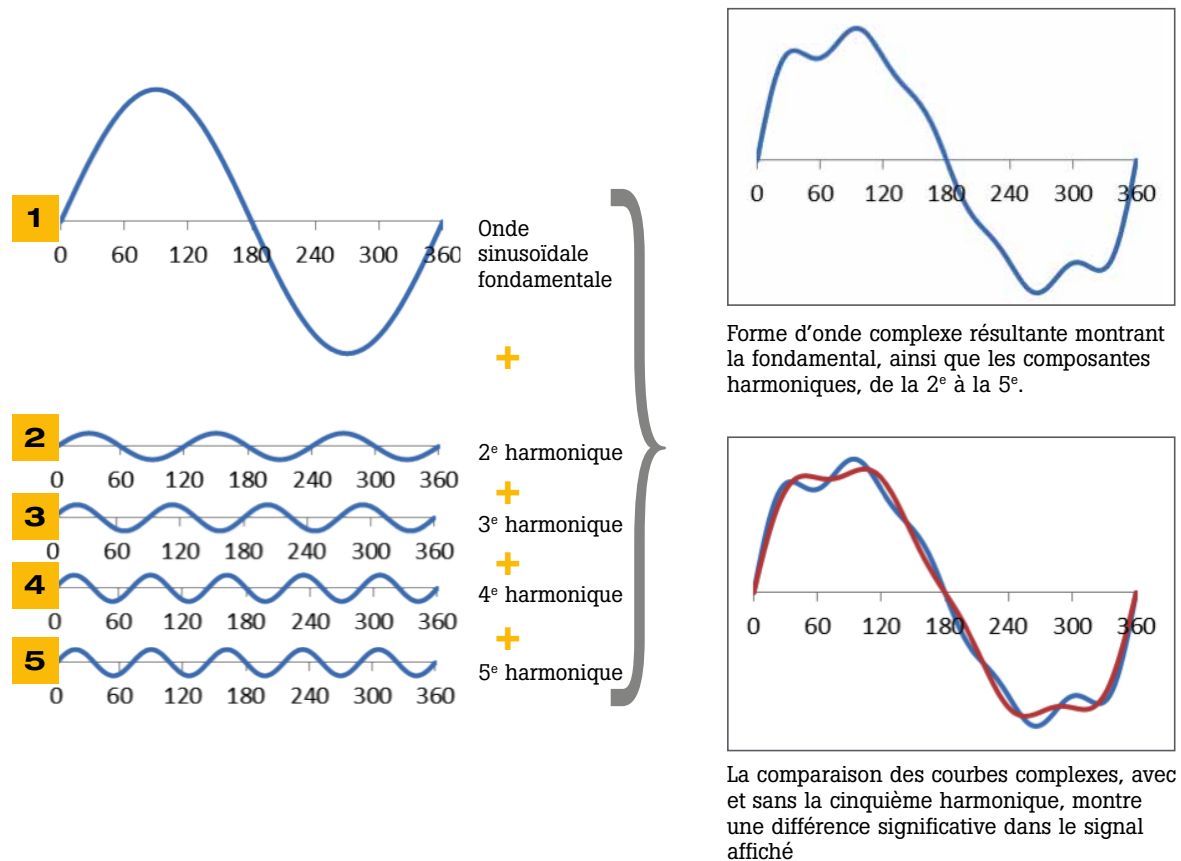 1
0 60 120 180 240 300 360
Onde
sinusoïdale
fondamentale
+
2
0 60 120 180 240 300 360
2e harmonique
+
3
0 60 120 180 240 300 360
3e harmonique
+
4
0 60 120 180 240 300 360
4e harmonique
+
5
0 60 120 180 240 300 360
5e harmonique
0 60 120 180 240 300 360
Forme d’onde complexe résultante montrant
la fondamental, ainsi que les composantes
harmoniques, de la 2e à la 5e.
0 60 120 180 240 300 360
La comparaison des courbes complexes, avec
et sans la cinquième harmonique, montre
une différence significative dans le signal
affiché